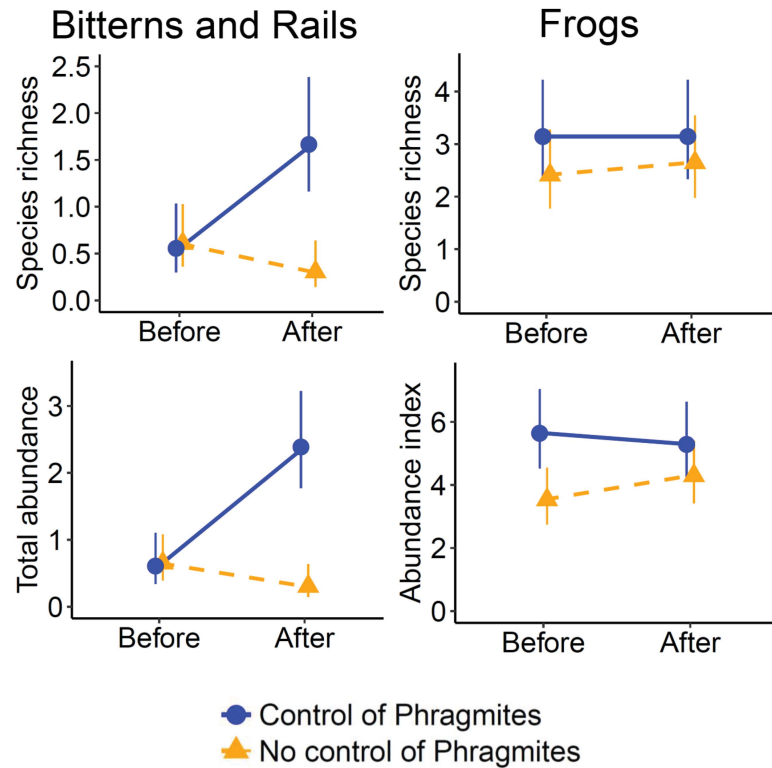 Bitterns and Rails
Frogs
Species richness
2.5
2.0
1.5
1.0
0.5
0.0
Before After
Species richness
4
3
2
1
0
Before After
Total abundance
3
2
1
0
Before After
Abundance index
6
4
2
0
Before After
Control of Phragmites
No control of Phragmites